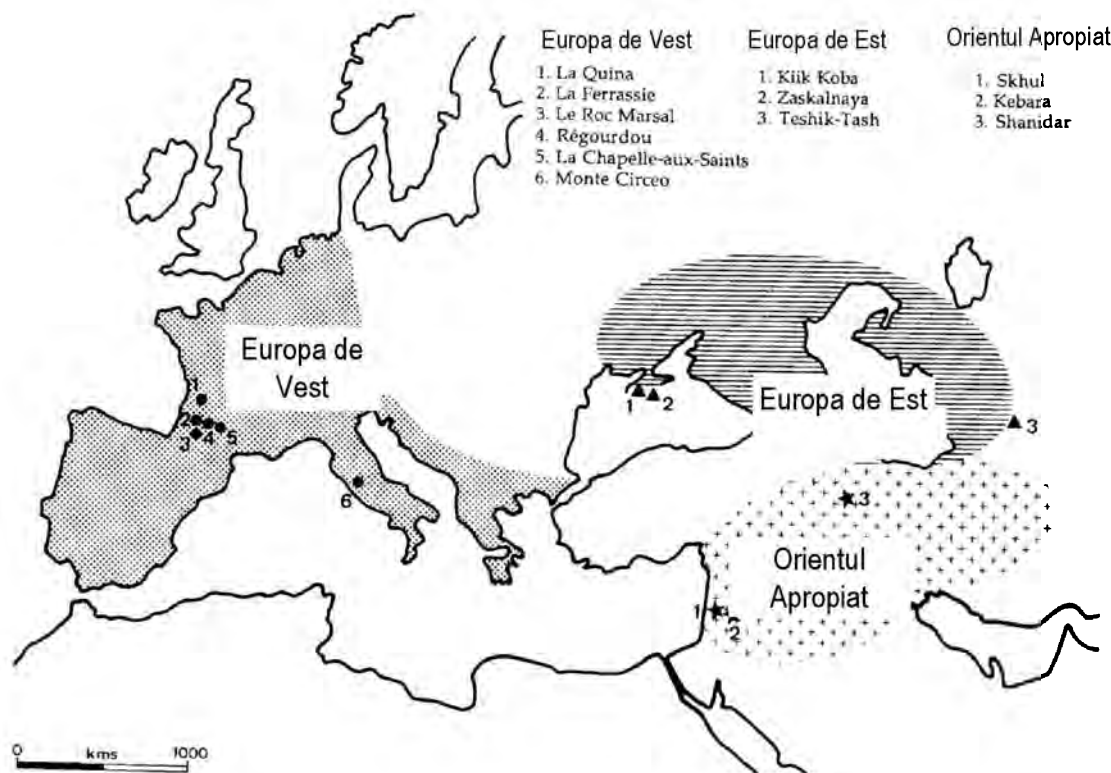 Europa de Vest
1. La Quina
2. La Ferrassie
3. Le Roc Marsal
4. Régourdou
5. La Chapelle-aux-Saints
6. Monte Circeo
Europa de Est
1. Kiik Koba
2. Zaskalnaya
3. Teshik-Tash
Orientul Apropiat
1. Skhul
2. Kebara
3. Shanidar
Europa de
Vest
1
2
3
4
5
6
Europa de Est
1
2
3
Orientul
Apropiat
1
2
3
0 kms 1000